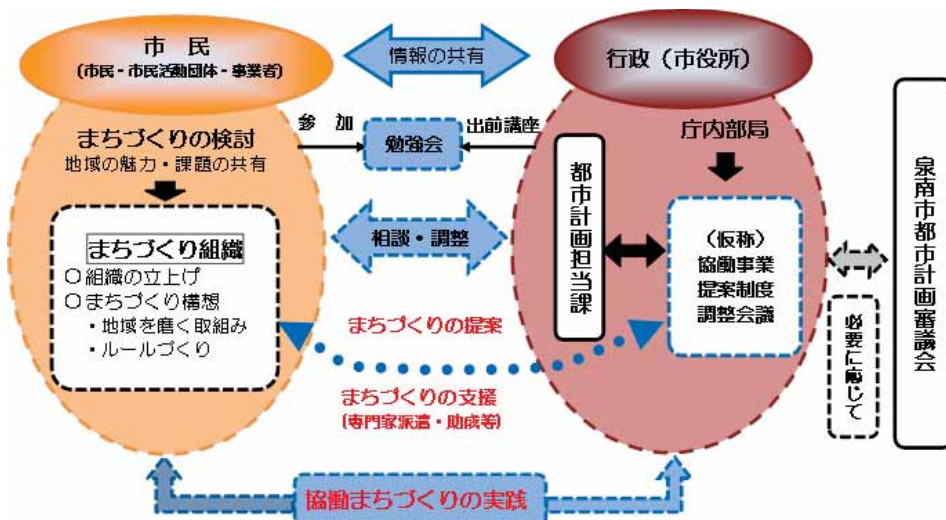 市 民
(市民・市民活動団体・事業者)
情報の共有
行政（市役所）
まちづくりの検討
地域の魅力・課題の共有
参 加
勉強会
出前講座
庁内部局
まちづくり組織
○組織の立上げ
○まちづくり構想
・地域を磨く取組み
・ルールづくり
相談・調整
都市計画担当課
（仮称）
協働事業
提案制度
調整会議
必要に応じて
泉南市都市計画審議会
まちづくりの提案
まちづくりの支援
(専門家派遣・助成等)
協働まちづくりの実践